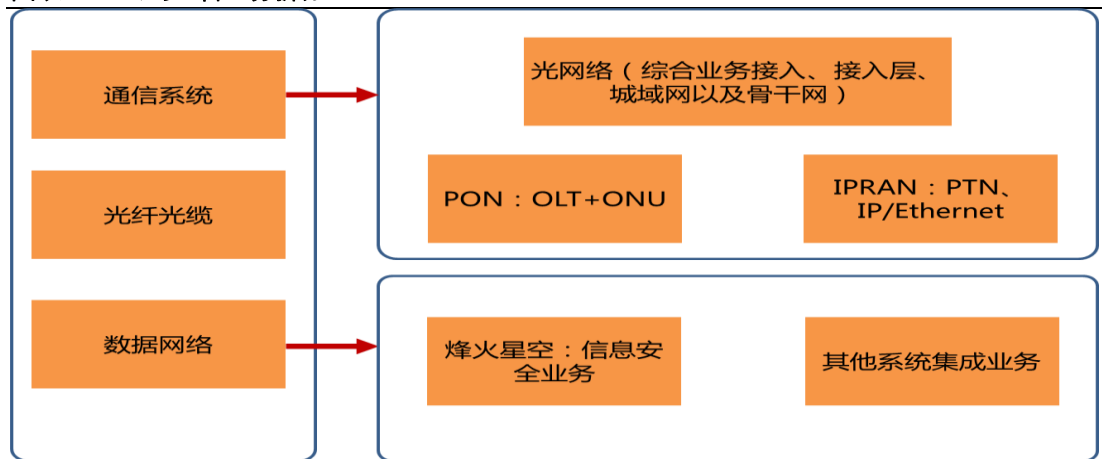 通信系统
光纤光缆
数据网络
光网络（综合业务接入、接入层、
城域网以及骨干网）
PON：OLT+ONU
IPRAN：PTN、
IP/Ethernet
烽火星空：信息安
全业务
其他系统集成业务